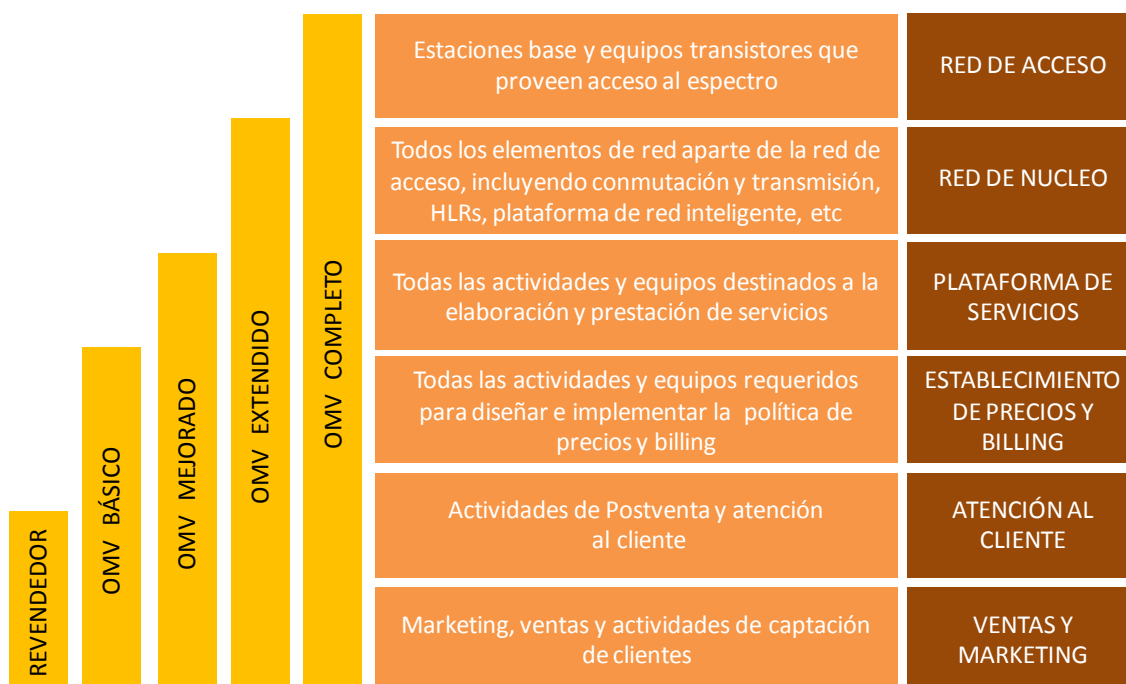 REVENDEDOR
OMV BÁSICO
OMV MEJORADO
OMV EXTENDIDO
OMV COMPLETO
Estaciones base y equipos transistores que
proveen acceso al espectro
RED DE ACCESO
Todos los elementos de red aparte de la red de
acceso, incluyendo conmutación y transmisión,
HLRs, plataforma de red inteligente, etc
RED DE NUCLEO
Todas las actividades y equipos destinados a la
elaboración y prestación de servicios
PLATAFORMA DE
SERVICIOS
Todas las actividades y equipos requeridos
para diseñar e implementar la política de
precios y billing
ESTABLECIMIENTO
DE PRECIOS Y
BILLING
Actividades de Postventa y atención
al cliente
ATENCIÓN AL
CLIENTE
Marketing, ventas y actividades de captación
de clientes
VENTAS Y
MARKETING